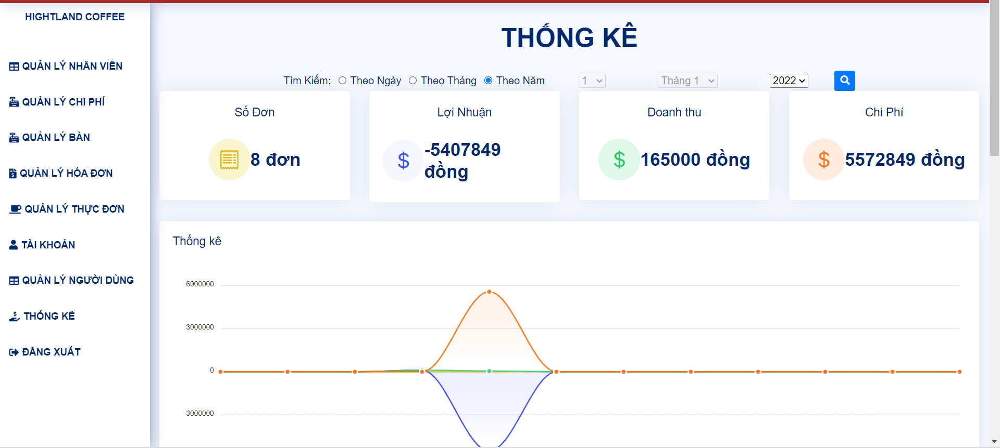 HIGHTLAND COFFEE
QUẢN LÝ NHÂN VIÊN
QUẢN LÝ CHI PHÍ
QUẢN LÝ BÀN
QUẢN LÝ HÓA ĐƠN
QUẢN LÝ THỰC ĐƠN
TÀI KHOẢN
QUẢN LÝ NGƯỜI DÙNG
THỐNG KÊ
ĐĂNG XUẤT
THỐNG KÊ
Tìm Kiếm: Theo Ngày Theo Tháng Theo Năm 1 Tháng 1 2022
Số Đơn
8 đơn
Lợi Nhuận
-5407849
đồng
Doanh thu
165000 đồng
Chi Phí
5572849 đồng
Thống kê
6000000
3000000
0
-3000000